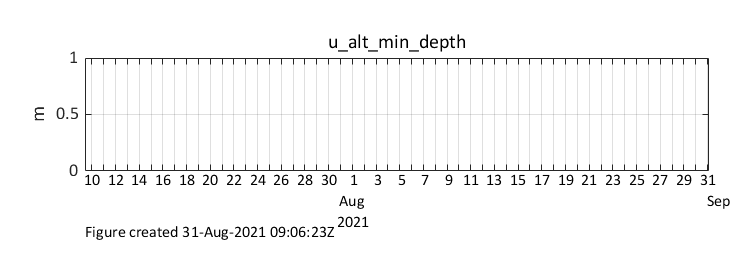 u_alt_min_depth
1
m
0.5
0
10 12 14 16 18 20 22 24 26 28 30 1 3 5 7 9 11 13 15 17 19 21 23 25 27 29 31
Aug Sep
2021
Figure created 31-Aug-2021 09:06:23Z